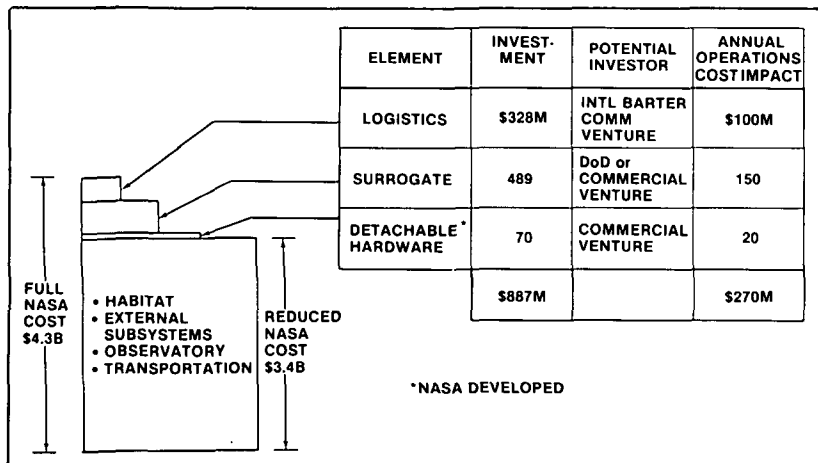 ELEMENT
INVEST-
MENT
POTENTIAL
INVESTOR
ANNUAL
OPERATIONS
COST IMPACT
LOGISTICS
$328M
INTL BARTER
COMM
VENTURE
$100M
SURROGATE
489
DoD or
COMMERCIAL
VENTURE
150
DETACHABLE*
HARDWARE
70
COMMERCIAL
VENTURE
20
$887M
$270M
FULL
NASA
COST
$4.3B
• HABITAT
• EXTERNAL
SUBSYSTEMS
• OBSERVATORY
• TRANSPORTATION
REDUCED
NASA
COST
$3.4B
*NASA DEVELOPED